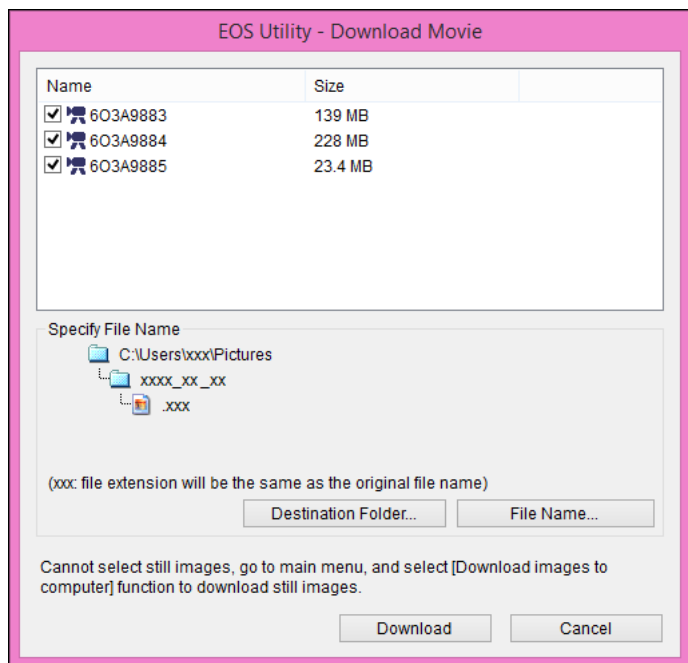 EOS Utility - Download Movie
Name Size
6O3A9883 139 MB
6O3A9884 228 MB
6O3A9885 23.4 MB
Specify File Name
C:\Users\xxx\Pictures
xxxx_xx _xx
.xxx
(xxx: file extension will be the same as the original file name)
Destination Folder... File Name...
Cannot select still images, go to main menu, and select [Download images to
computer] function to download still images.
Download Cancel